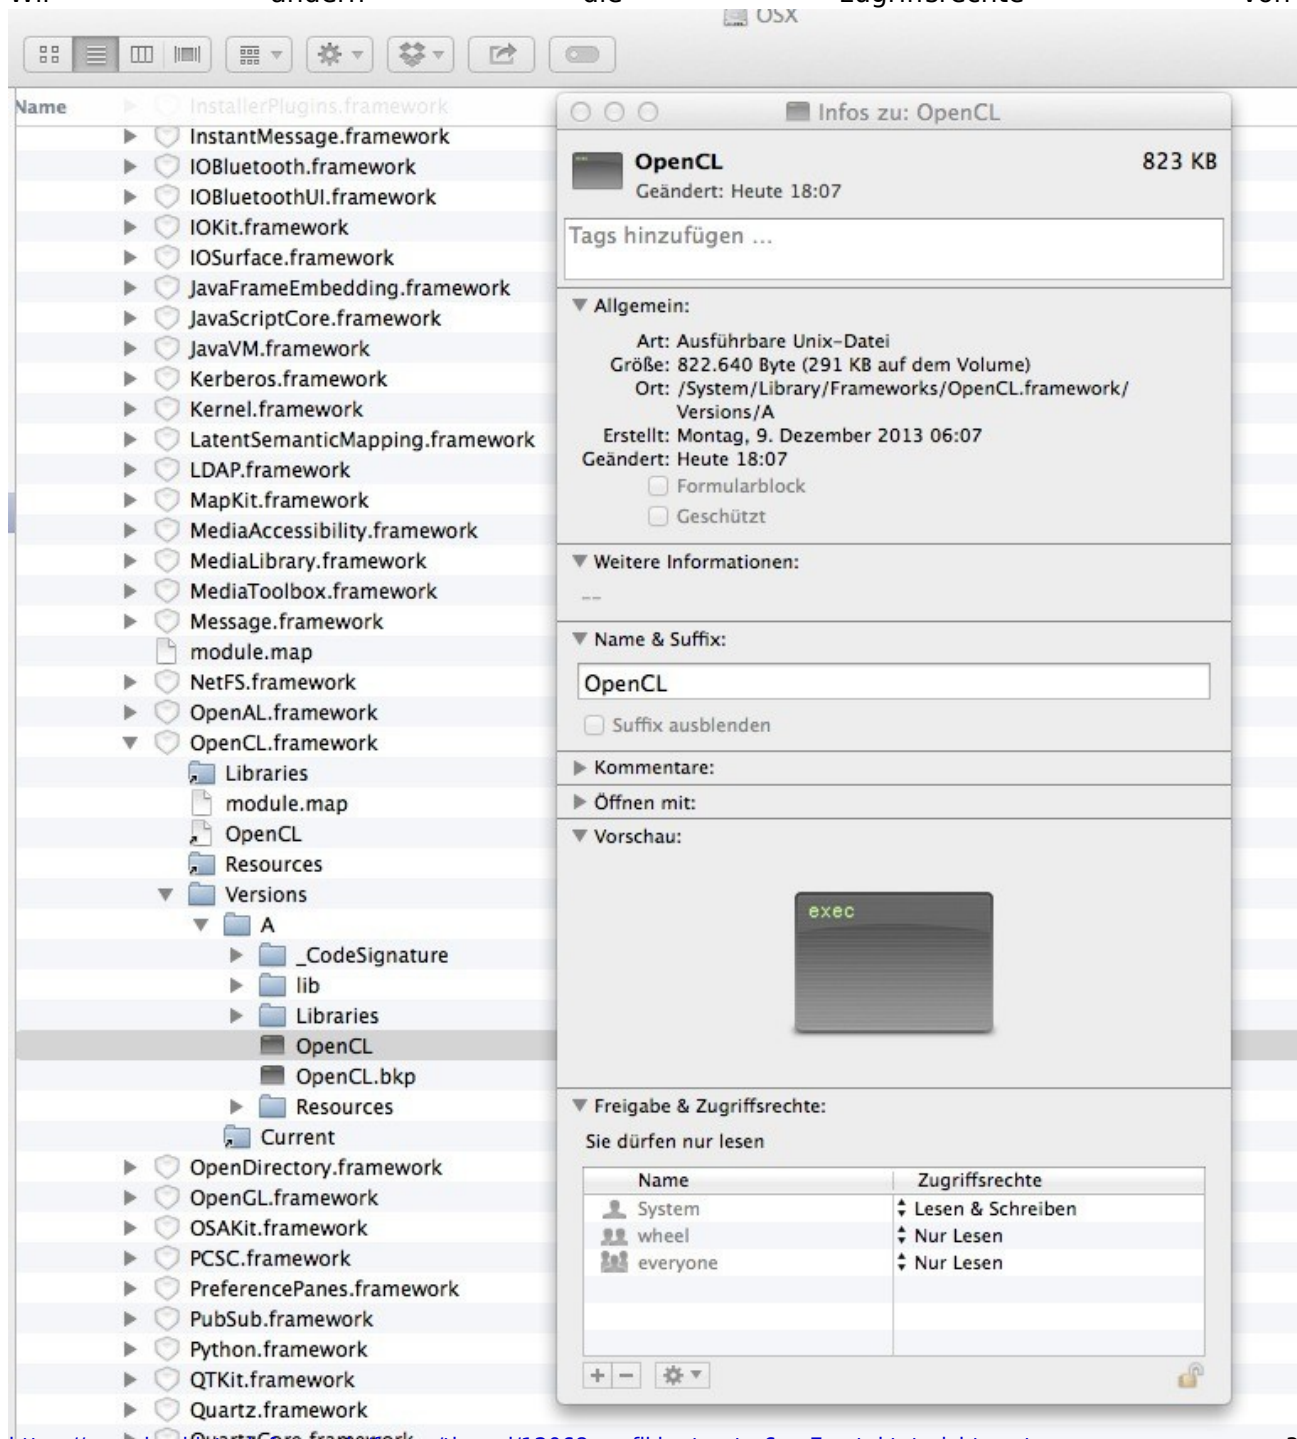 Wir ändern die Zugriffsrechte von
OSX
Name
InstallerPlugins.framework
InstantMessage.framework
IOBluetooth.framework
IOBluetoothUI.framework
IOKit.framework
IOSurface.framework
JavaFrameEmbedding.framework
JavaScriptCore.framework
JavaVM.framework
Kerberos.framework
Kernel.framework
LatentSemanticMapping.framework
LDAP.framework
MapKit.framework
MediaAccessibility.framework
MediaLibrary.framework
MediaToolbox.framework
Message.framework
module.map
NetFS.framework
OpenAL.framework
OpenCL.framework
Libraries
module.map
OpenCL
Resources
Versions
A
_CodeSignature
lib
Libraries
OpenCL
OpenCL.bkp
Resources
Current
OpenDirectory.framework
OpenGL.framework
OSAKit.framework
PCSC.framework
PreferencePanes.framework
PubSub.framework
Python.framework
QTKit.framework
Quartz.framework
QuartzCore.framework
Infos zu: OpenCL
OpenCL 823 KB
Geändert: Heute 18:07
Tags hinzufügen ...
Allgemein:
Art: Ausführbare Unix-Datei
Größe: 822.640 Byte (291 KB auf dem Volume)
Ort: /System/Library/Frameworks/OpenCL.framework/
Versions/A
Erstellt: Montag, 9. Dezember 2013 06:07
Geändert: Heute 18:07
Formularblock
Geschützt
Weitere Informationen:
--
Name & Suffix:
OpenCL
Suffix ausblenden
Kommentare:
Öffnen mit:
Vorschau:
exec
Freigabe & Zugriffsrechte:
Sie dürfen nur lesen
Name Zugriffsrechte
System Lesen & Schreiben
wheel Nur Lesen
everyone Nur Lesen